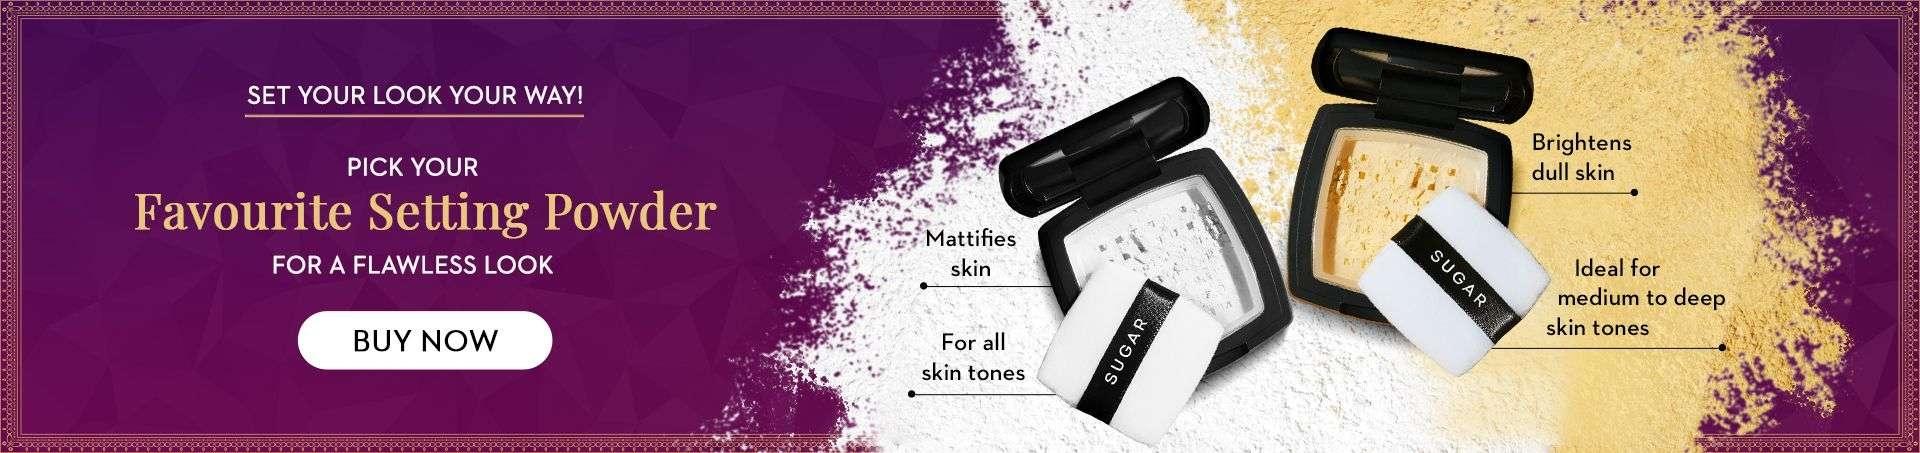 SET YOUR LOOK YOUR WAY!
PICK YOUR
Favourite Setting Powder
FOR A FLAWLESS LOOK
BUY NOW
Mattifies
skin
For all
skin tones
SUGAR
Brightens
dull skin
Ideal for
medium to deep
skin tones
SUGAR